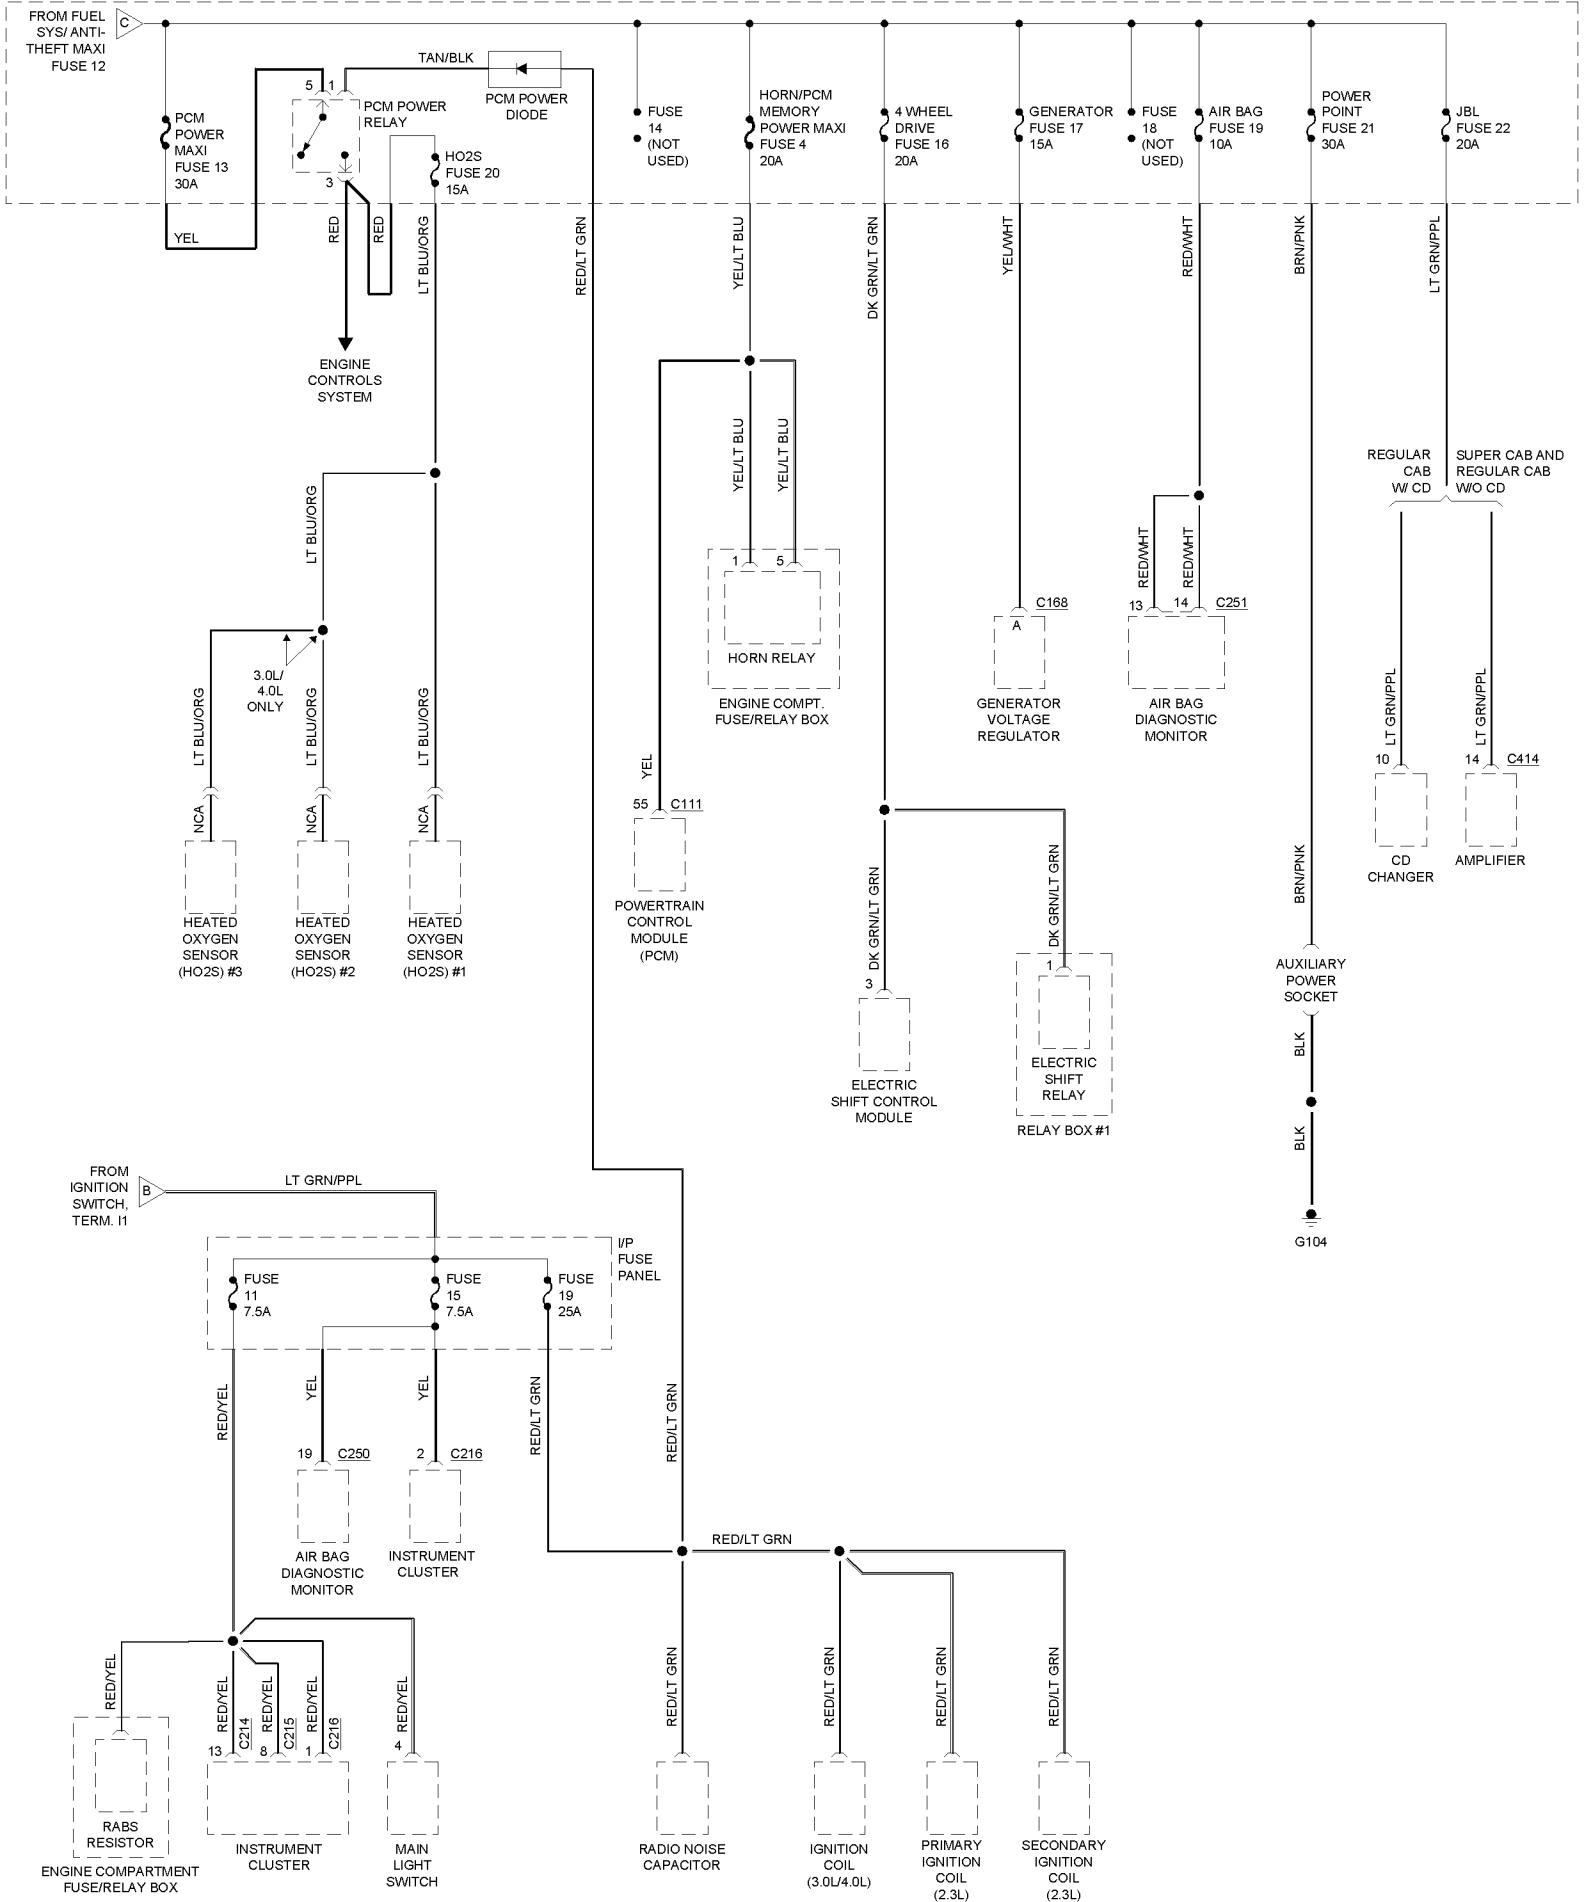 FROM FUEL
SYS/ ANTI-
THEFT MAXI
FUSE 12
C
PCM
POWER
MAXI
FUSE 13
30A
5
1
PCM POWER
RELAY
3
TAN/BLK
PCM POWER
DIODE
HO2S
FUSE 20
15A
FUSE
14
(NOT
USED)
HORN/PCM
MEMORY
POWER MAXI
FUSE 4
20A
4 WHEEL
DRIVE
FUSE 16
20A
GENERATOR
FUSE 17
15A
FUSE
18
(NOT
USED)
AIR BAG
FUSE 19
10A
POWER
POINT
FUSE 21
30A
JBL
FUSE 22
20A
YEL
RED
RED
LT BLU/ORG
RED/LT GRN
YEL/LT BLU
DK GRN/LT GRN
YEL/WHT
RED/WHT
BRN/PNK
LT GRN/PPL
ENGINE
CONTROLS
SYSTEM
LT BLU/ORG
YEL/LT BLU
YEL/LT BLU
REGULAR
CAB
W/ CD
SUPER CAB AND
REGULAR CAB
W/O CD
1
5
HORN RELAY
ENGINE COMPT.
FUSE/RELAY BOX
RED/WHT
RED/WHT
C168
A
GENERATOR
VOLTAGE
REGULATOR
13
14
C251
AIR BAG
DIAGNOSTIC
MONITOR
3.0L/
4.0L
ONLY
LT BLU/ORG
LT BLU/ORG
LT BLU/ORG
YEL
LT GRN/PPL
LT GRN/PPL
10
14
C414
CD
CHANGER
AMPLIFIER
NCA
NCA
NCA
55
C111
POWERTRAIN
CONTROL
MODULE
(PCM)
HEATED
OXYGEN
SENSOR
(HO2S) #3
HEATED
OXYGEN
SENSOR
(HO2S) #2
HEATED
OXYGEN
SENSOR
(HO2S) #1
DK GRN/LT GRN
DK GRN/LT GRN
BRN/PNK
3
ELECTRIC
SHIFT CONTROL
MODULE
1
ELECTRIC
SHIFT
RELAY
RELAY BOX #1
AUXILIARY
POWER
SOCKET
BLK
BLK
G104
FROM
IGNITION
SWITCH,
TERM. I1
B
LT GRN/PPL
I/P
FUSE
PANEL
FUSE
11
7.5A
FUSE
15
7.5A
FUSE
19
25A
RED/YEL
YEL
YEL
RED/LT GRN
RED/LT GRN
19
C250
2
C216
AIR BAG
DIAGNOSTIC
MONITOR
INSTRUMENT
CLUSTER
RED/LT GRN
RED/YEL
RED/YEL
C214
RED/YEL
C215
RED/YEL
C216
RED/YEL
RED/LT GRN
RED/LT GRN
RED/LT GRN
RED/LT GRN
13
8
1
4
RABS
RESISTOR
ENGINE COMPARTMENT
FUSE/RELAY BOX
INSTRUMENT
CLUSTER
MAIN
LIGHT
SWITCH
RADIO NOISE
CAPACITOR
IGNITION
COIL
(3.0L/4.0L)
PRIMARY
IGNITION
COIL
(2.3L)
SECONDARY
IGNITION
COIL
(2.3L)